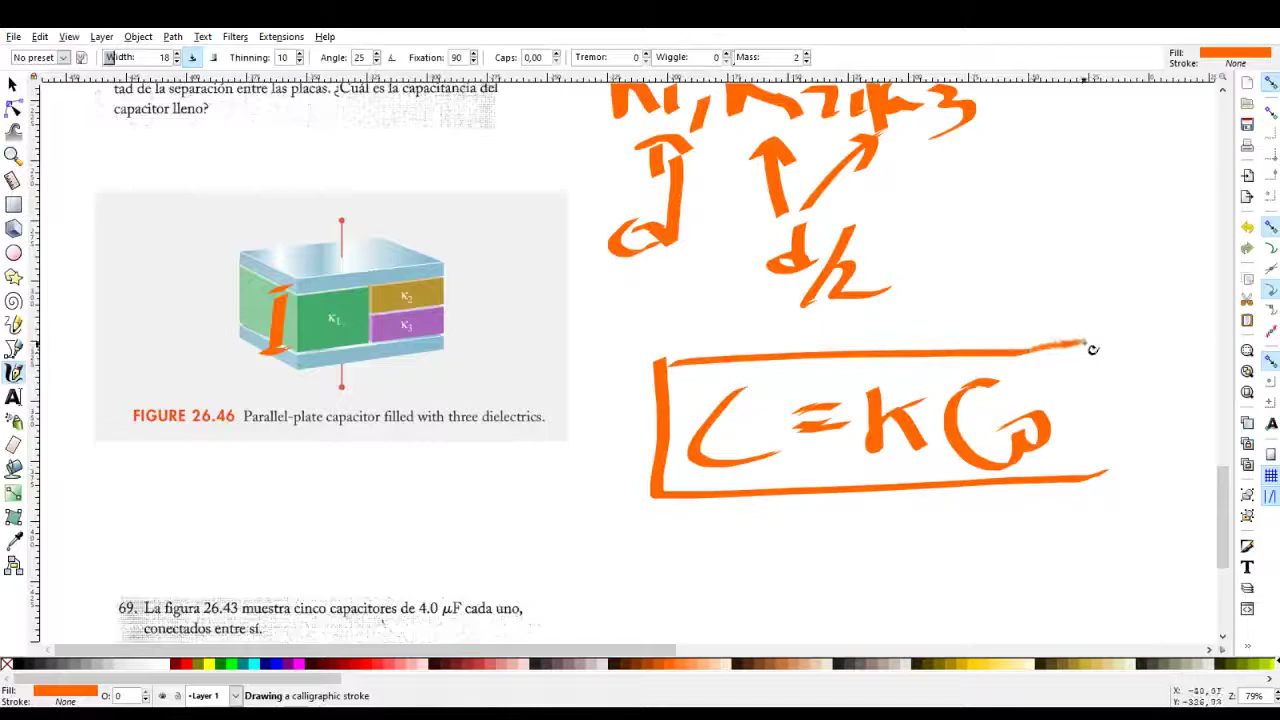 File Edit View Layer Object Path Text Filters Extensions Help
No preset Width: 18 Thinning: 10 Angle: 25 Fixation: 90 Caps: 0,00 Tremor: 0 Wiggle: 0 Mass: 2 Fill: Stroke: None
tad de la separación entre las placas. ¿Cuál es la capacitancia del
capacitor lleno?
K1, K2, K3
d d/2
κ1 κ2
κ3
C = K Co
FIGURE 26.46 Parallel-plate capacitor filled with three dielectrics.
69. La figura 26.43 muestra cinco capacitores de 4.0 μF cada uno,
conectados entre sí.
Fill: Stroke: None O: 0 Layer 1 Drawing a calligraphic stroke Z: 79%